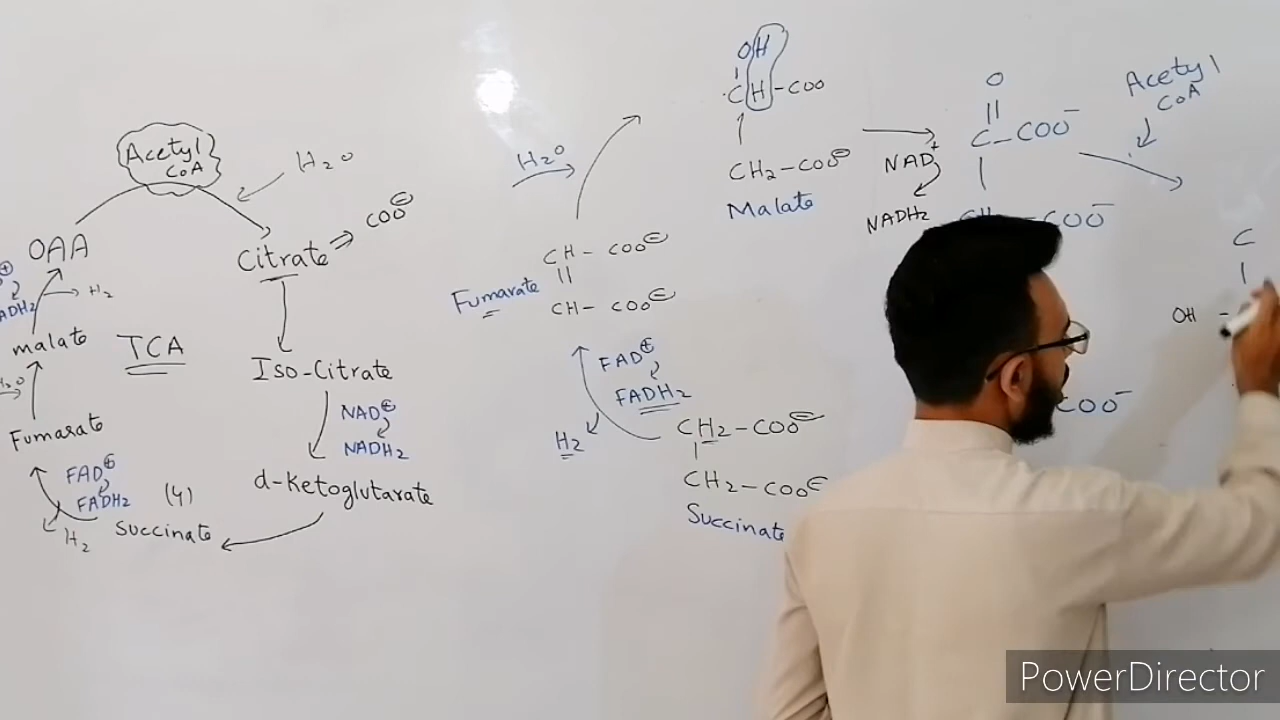 Acetyl
CoA
H2O
COO⊖
OAA
Citrate ⇒
ADH2
H2
malate
TCA
Iso-Citrate
NAD⊕
NADH2
Fumarate
d-ketoglutarate
FAD⊕
FADH2
(4)
Succinate
H2
OH
CH-COO
CH2-COO⊖
Malate
H2O
CH-COO⊖
||
CH-COO⊖
Fumarate
FAD⊕
FADH2
H2
CH2-COO⊖
CH2-COO⊖
Succinate
O
||
C-COO⁻
NAD⁺
NADH2
COO⁻
Acetyl
CoA
C
OH -
COO⁻
PowerDirector